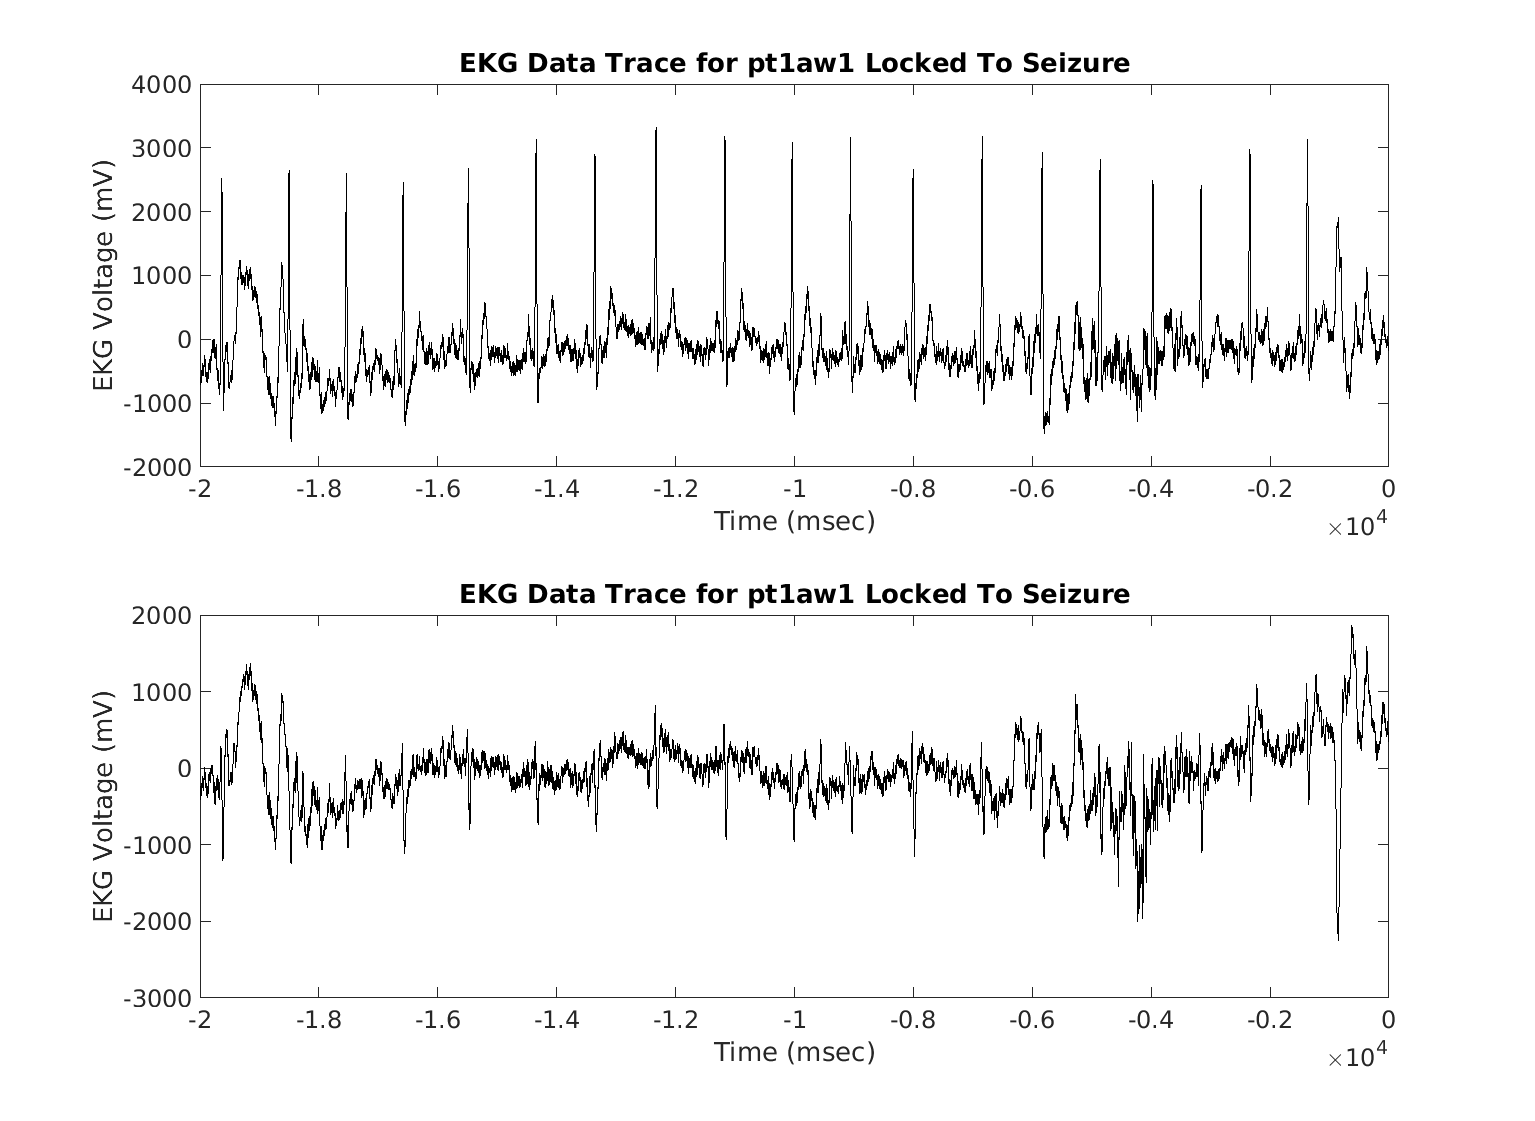 EKG Data Trace for pt1aw1 Locked To Seizure
4000
3000
2000
1000
0
-1000
-2000
EKG Voltage (mV)
-2 -1.8 -1.6 -1.4 -1.2 -1 -0.8 -0.6 -0.4 -0.2 0
Time (msec)
×10^4
EKG Data Trace for pt1aw1 Locked To Seizure
2000
1000
0
-1000
-2000
-3000
EKG Voltage (mV)
-2 -1.8 -1.6 -1.4 -1.2 -1 -0.8 -0.6 -0.4 -0.2 0
Time (msec)
×10^4